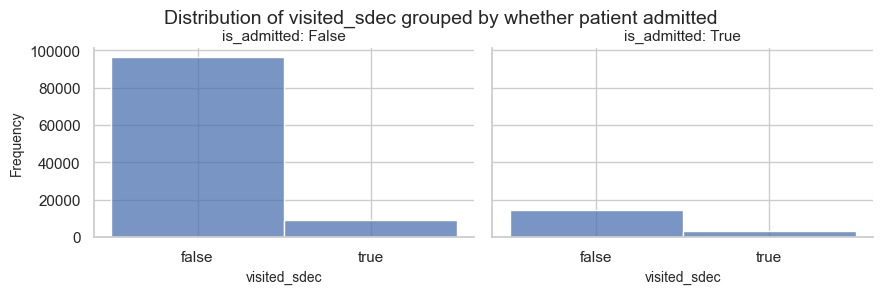 Distribution of visited_sdec grouped by whether patient admitted
is_admitted: False
is_admitted: True
100000
80000
60000
40000
20000
0
Frequency
false true
false true
visited_sdec
visited_sdec